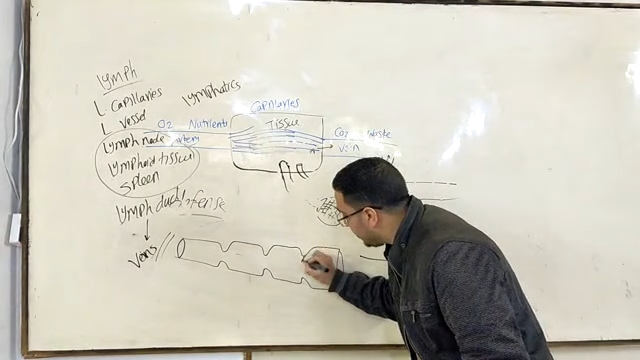 lymph
L Capillaries
L vessel
lymph node
lymphoid tissue
spleen
lymph duct
veins
lymphatics
defense
Capillaries
O2 Nutrients
Tissue
Co2 waste
vein